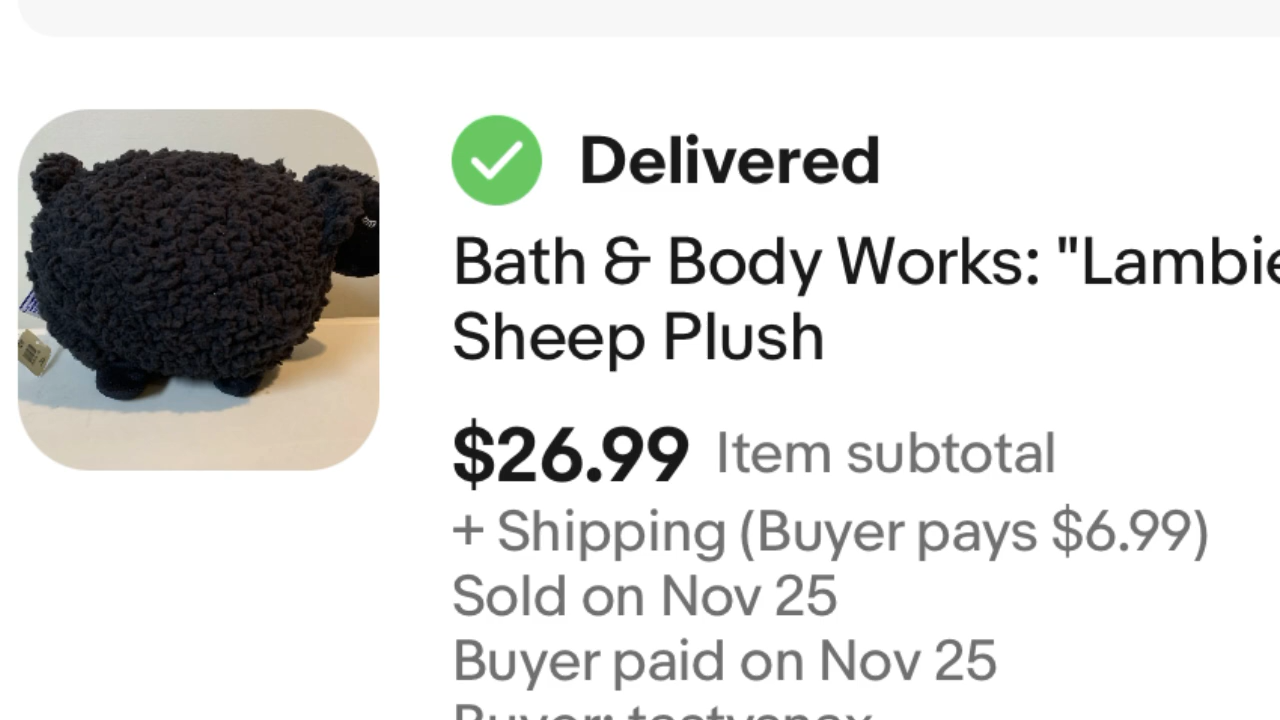 Delivered
Bath & Body Works: "Lambie
Sheep Plush
$26.99 Item subtotal
+ Shipping (Buyer pays $6.99)
Sold on Nov 25
Buyer paid on Nov 25
Buyer: